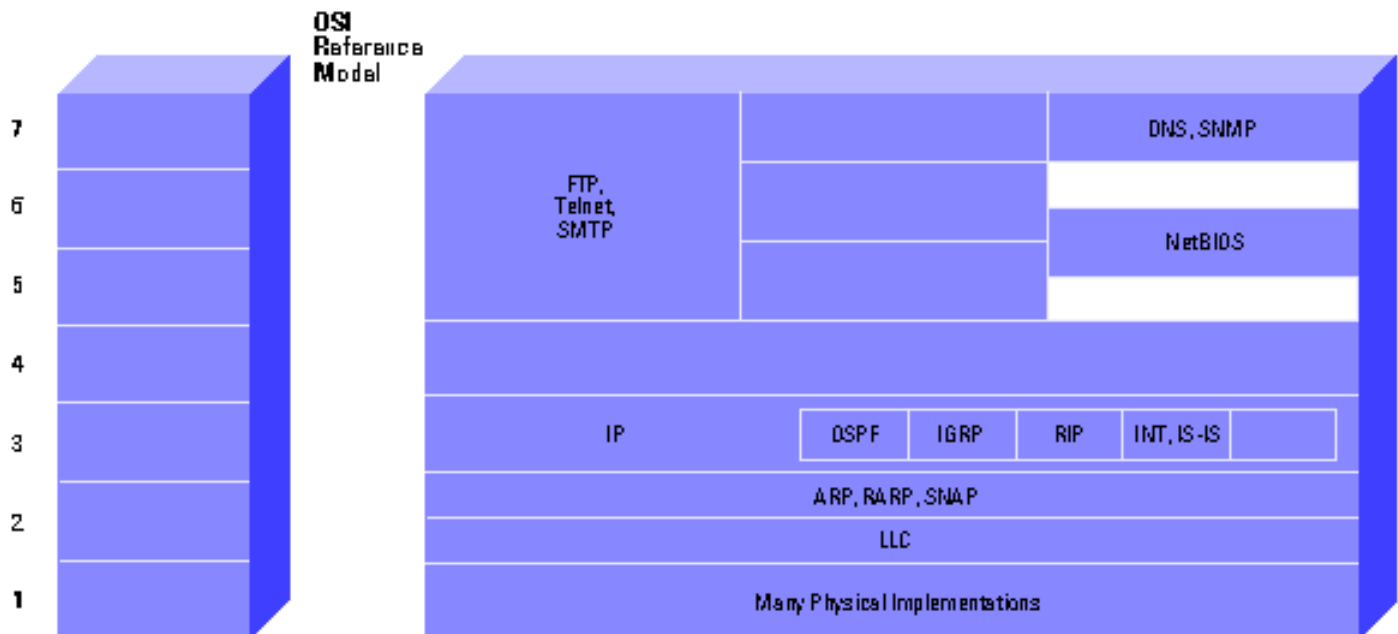 OSI
Reference
Model
7
6
5
4
3
2
1
FTP,
Telnet,
SMTP
DNS, SNMP
NetBIOS
IP
OSPF
IGRP
RIP
INT, IS-IS
ARP, RARP, SNAP
LLC
Many Physical Implementations